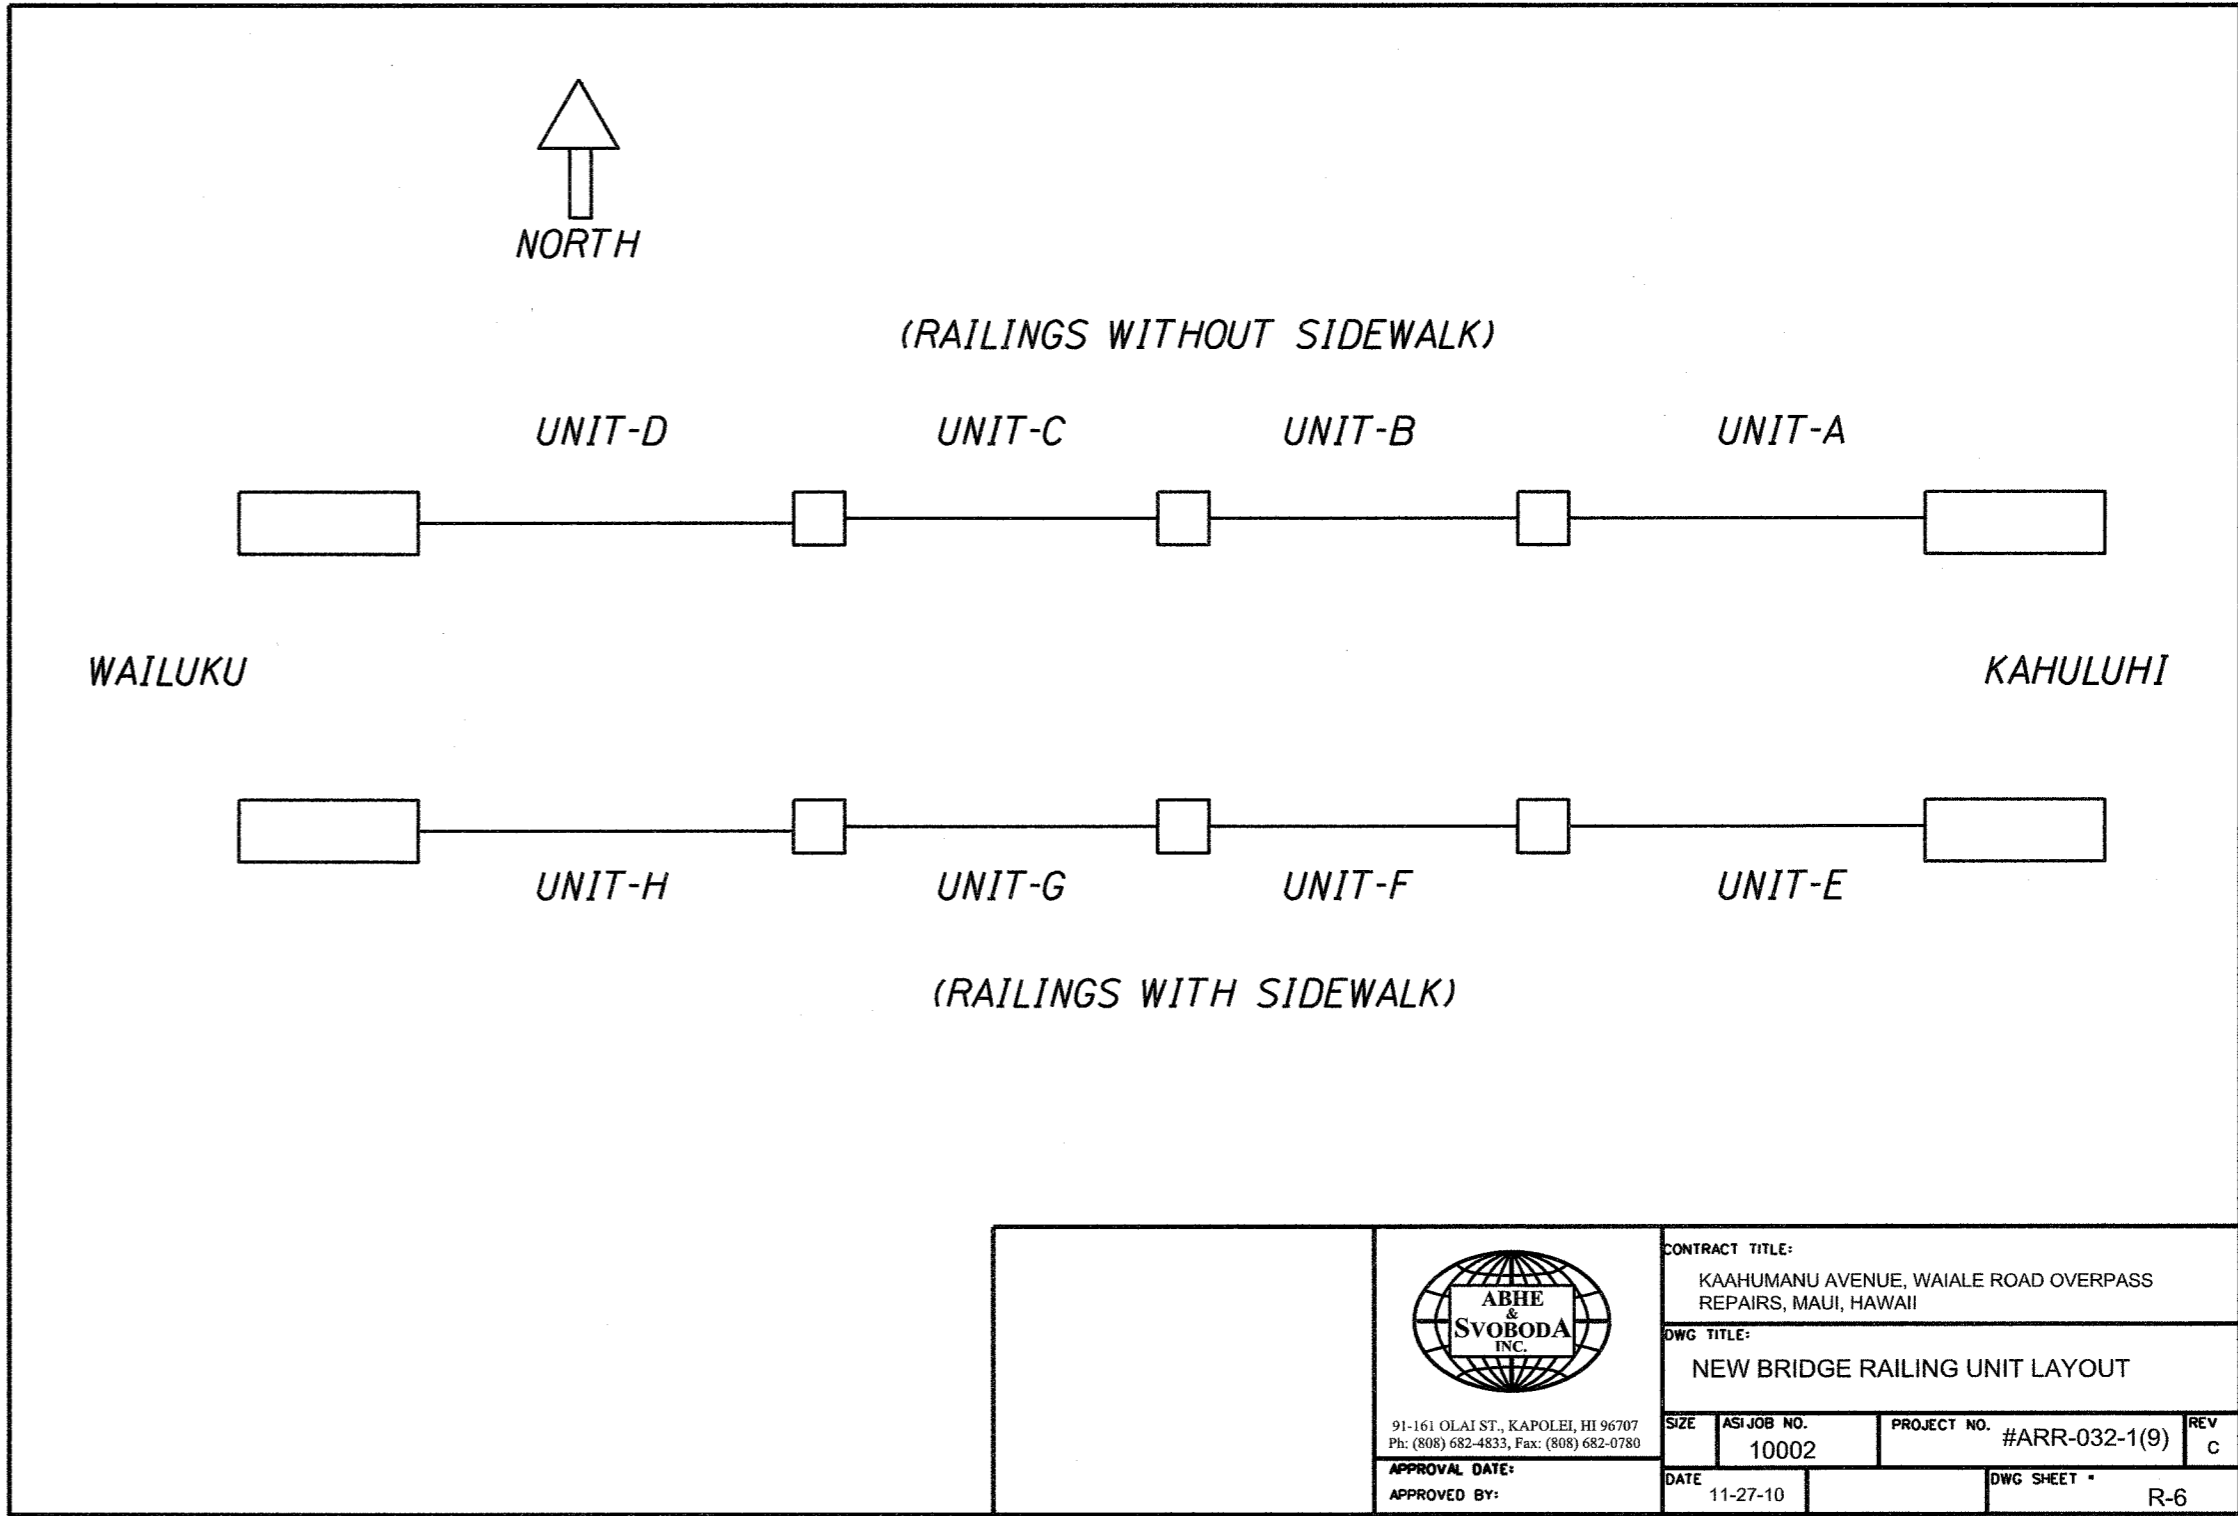 NORTH
(RAILINGS WITHOUT SIDEWALK)
UNIT-D UNIT-C UNIT-B UNIT-A
WAILUKU KAHULUHI
UNIT-H UNIT-G UNIT-F UNIT-E
(RAILINGS WITH SIDEWALK)
ABHE
&
SVOBODA
INC.
91-161 OLAI ST., KAPOLEI, HI 96707
Ph: (808) 682-4833, Fax: (808) 682-0780
APPROVAL DATE:
APPROVED BY:
CONTRACT TITLE:
KAAHUMANU AVENUE, WAIALE ROAD OVERPASS
REPAIRS, MAUI, HAWAII
DWG TITLE:
NEW BRIDGE RAILING UNIT LAYOUT
SIZE ASI JOB NO. PROJECT NO. #ARR-032-1(9) REV
10002 C
DATE DWG SHEET "
11-27-10 R-6